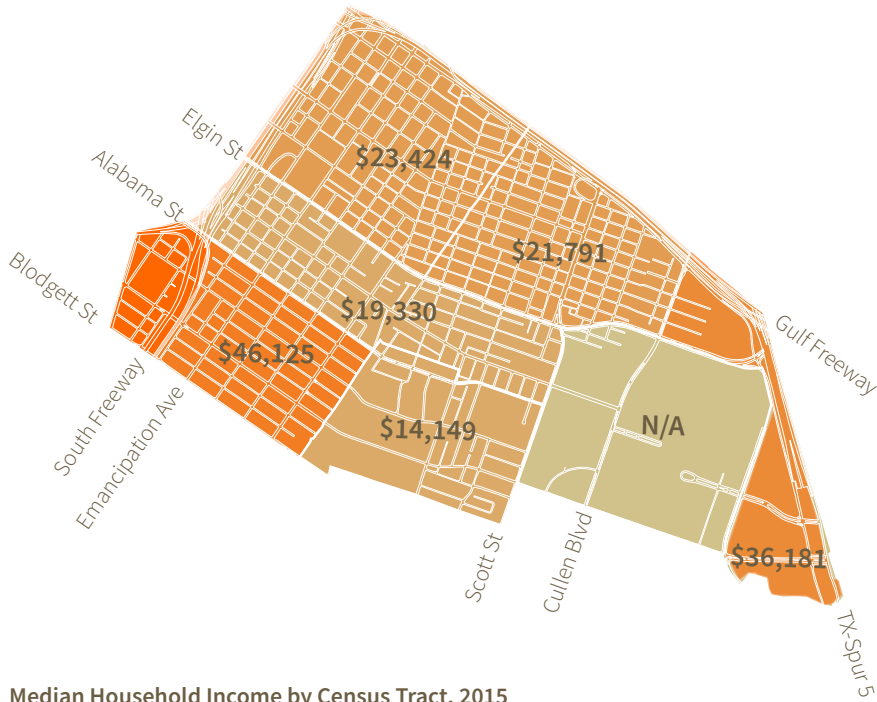 Elgin St
$23,424
Alabama St
$21,791
Blodgett St
$19,330
Gulf Freeway
$46,125
South Freeway
Emancipation Ave
$14,149
N/A
Scott St
Cullen Blvd
$36,181
TX-Spur 5
Median Household Income by Census Tract, 2015